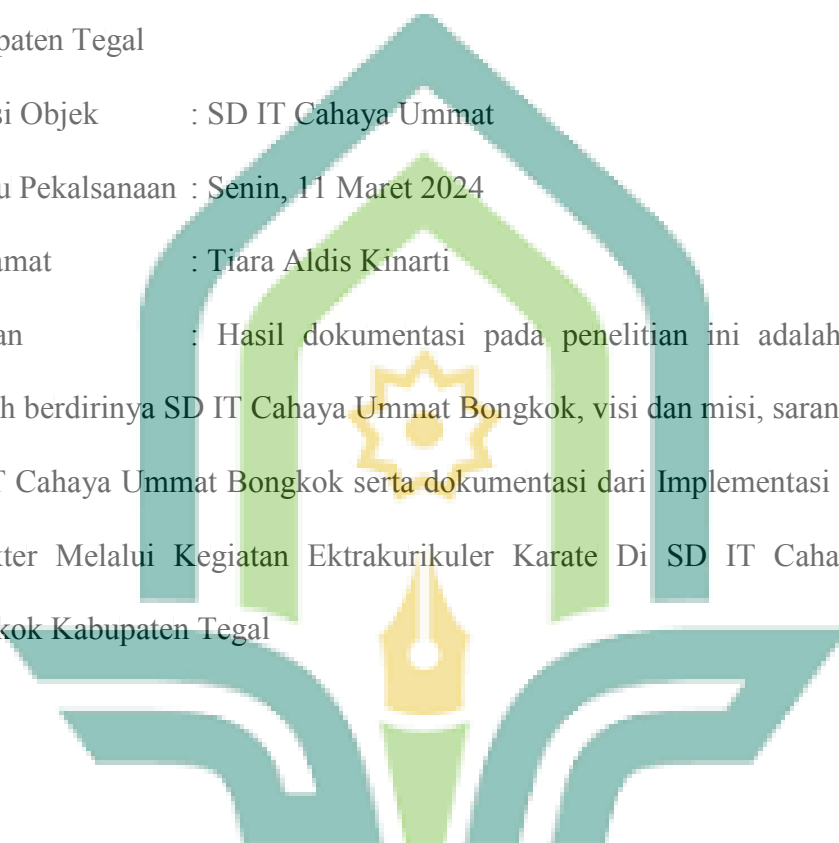 paten Tegal
si Objek : SD IT Cahaya Ummat
u Pekalsanaan : Senin, 11 Maret 2024
amat : Tiara Aldis Kinarti
an : Hasil dokumentasi pada penelitian ini adalah
h berdirinya SD IT Cahaya Ummat Bongkok, visi dan misi, saran
T Cahaya Ummat Bongkok serta dokumentasi dari Implementasi
kter Melalui Kegiatan Ektrakurikuler Karate Di SD IT Caha
kok Kabupaten Tegal